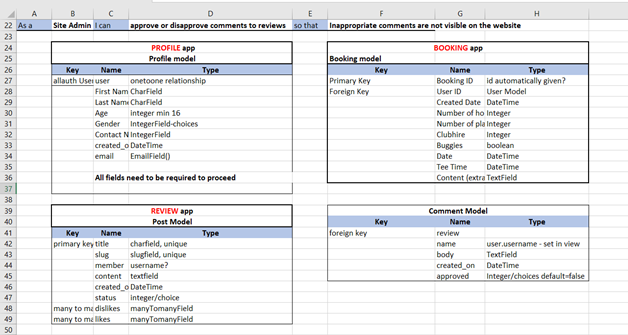 A B C D E F G H
22 As a Site Admin I can approve or disapprove comments to reviews so that Inappropriate comments are not visible on the website
23
24 PROFILE app BOOKING app
25 Profile model Booking model
26 Key Name Type Key Name Type
27 allauth User user onetoone relationship Primary Key Booking ID id automatically given?
28 First Nam CharField Foreign Key User ID User Model
29 Last Name CharField Created Date DateTime
30 Age integer min 16 Number of ho Integer
31 Gender IntegerField-choices Number of pla Integer
32 Contact N IntegerField Clubhire Integer
33 created_o DateTime Buggies boolean
34 email EmailField() Date DateTime
35 Tee Time DateTime
36 All fields need to be required to proceed Content (extra TextField
37
38
39 REVIEW app Comment Model
40 Post Model Key Name Type
41 Key Name Type foreign key review
42 primary key title charfield, unique name user.username - set in view
43 slug slugfield, unique body TextField
44 member username? created_on DateTime
45 content textfield approved Integer/choices default=false
46 created_o DateTime
47 status integer/choice
48 many to ma dislikes manyTomanyField
49 many to ma likes manyTomanyField
50